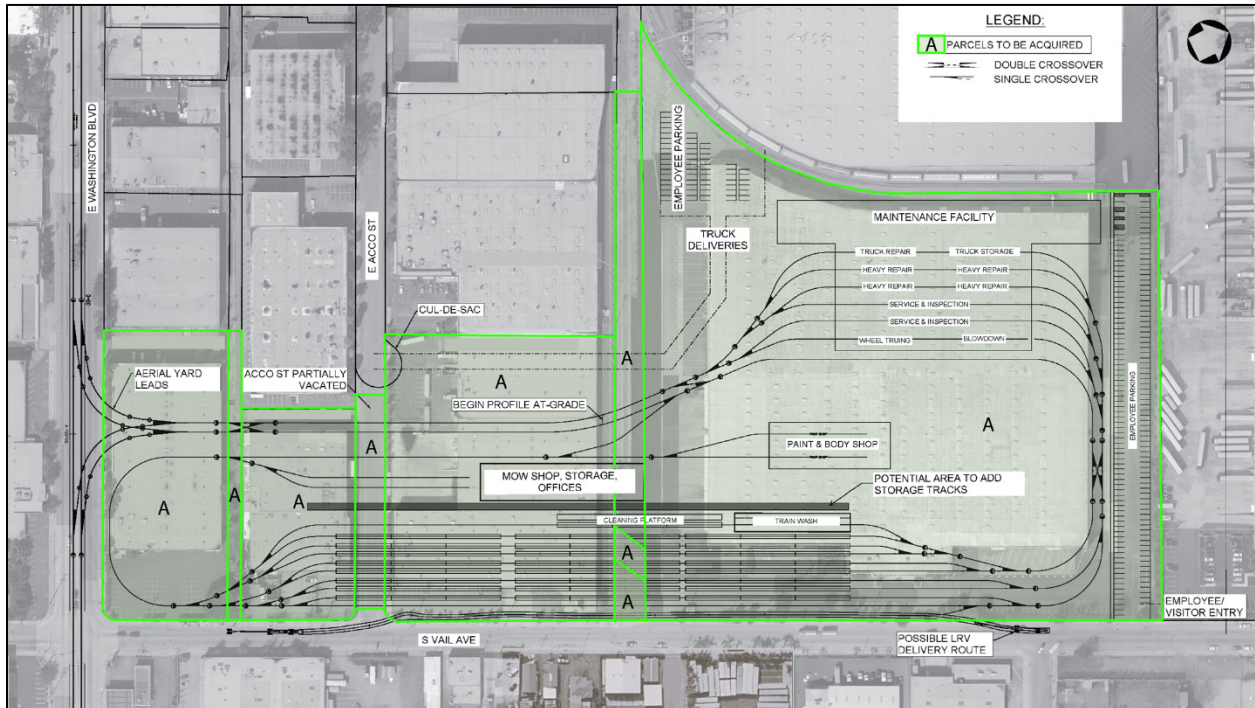 LEGEND:
A PARCELS TO BE ACQUIRED
DOUBLE CROSSOVER
SINGLE CROSSOVER
E WASHINGTON BLVD
E ACCO ST
EMPLOYEE PARKING
TRUCK
DELIVERIES
MAINTENANCE FACILITY
TRUCK REPAIR
TRUCK STORAGE
HEAVY REPAIR
HEAVY REPAIR
HEAVY REPAIR
HEAVY REPAIR
SERVICE & INSPECTION
SERVICE & INSPECTION
WHEEL TRUING
BLOWDOWN
CUL-DE-SAC
AERIAL YARD
LEADS
ACCO ST PARTIALLY
VACATED
BEGIN PROFILE AT-GRADE
A
A
A
A
A
A
A
A
A
PAINT & BODY SHOP
EMPLOYEE PARKING
MOW SHOP, STORAGE,
OFFICES
POTENTIAL AREA TO ADD
STORAGE TRACKS
CLEANING PLATFORM
TRAIN WASH
EMPLOYEE/
VISITOR ENTRY
S VAIL AVE
POSSIBLE LRV
DELIVERY ROUTE